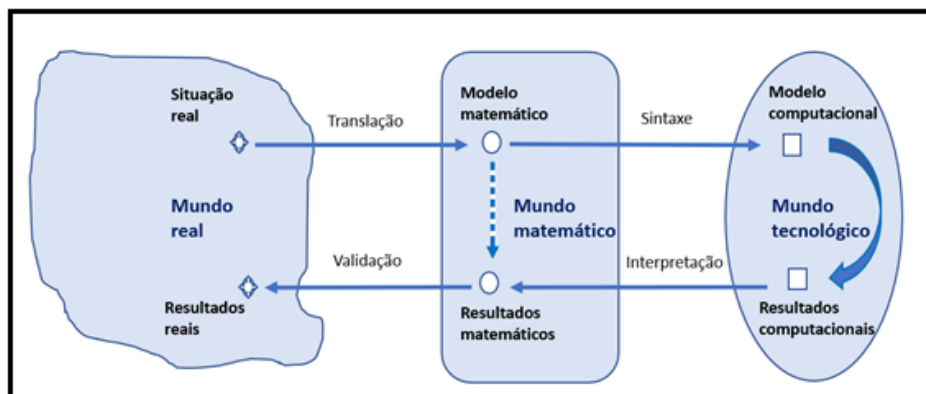 Situação
real
Translação
Modelo
matemático
Sintaxe
Modelo
computacional
Mundo
real
Mundo
matemático
Mundo
tecnológico
Validação
Interpretação
Resultados
reais
Resultados
matemáticos
Resultados
computacionais